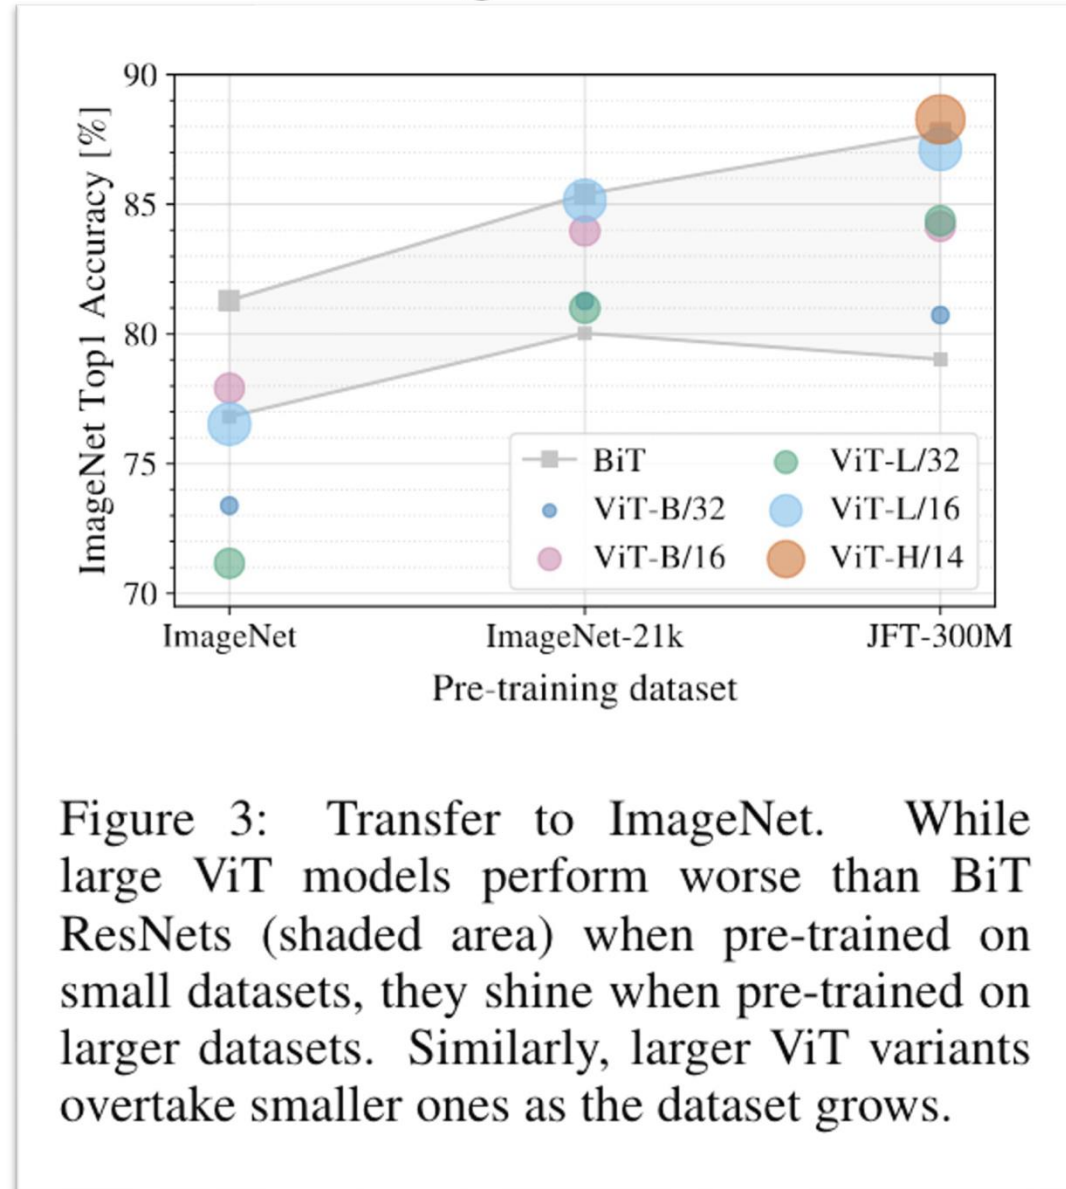 90
85
80
75
70
ImageNet Top1 Accuracy [%]
BiT
ViT-B/32
ViT-B/16
ViT-L/32
ViT-L/16
ViT-H/14
ImageNet
ImageNet-21k
JFT-300M
Pre-training dataset
Figure 3: Transfer to ImageNet. While
large ViT models perform worse than BiT
ResNets (shaded area) when pre-trained on
small datasets, they shine when pre-trained on
larger datasets. Similarly, larger ViT variants
overtake smaller ones as the dataset grows.